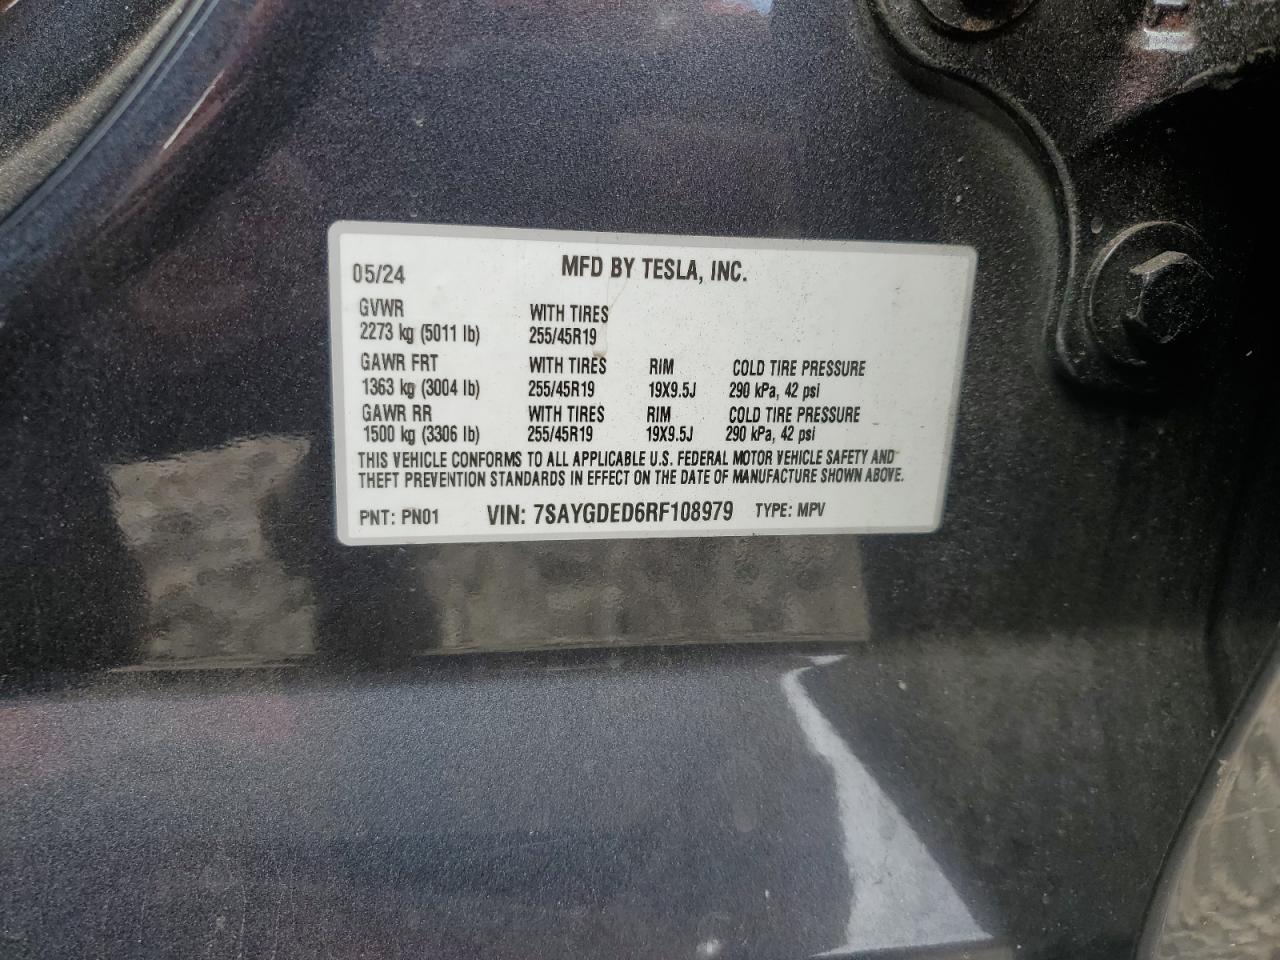 05/24 MFD BY TESLA, INC.
GVWR WITH TIRES
2273 kg (5011 lb) 255/45R19
GAWR FRT WITH TIRES RIM COLD TIRE PRESSURE
1363 kg (3004 lb) 255/45R19 19X9.5J 290 kPa, 42 psi
GAWR RR WITH TIRES RIM COLD TIRE PRESSURE
1500 kg (3306 lb) 255/45R19 19X9.5J 290 kPa, 42 psi
THIS VEHICLE CONFORMS TO ALL APPLICABLE U.S. FEDERAL MOTOR VEHICLE SAFETY AND
THEFT PREVENTION STANDARDS IN EFFECT ON THE DATE OF MANUFACTURE SHOWN ABOVE.
PNT: PN01 VIN: 7SAYGDED6RF108979 TYPE: MPV